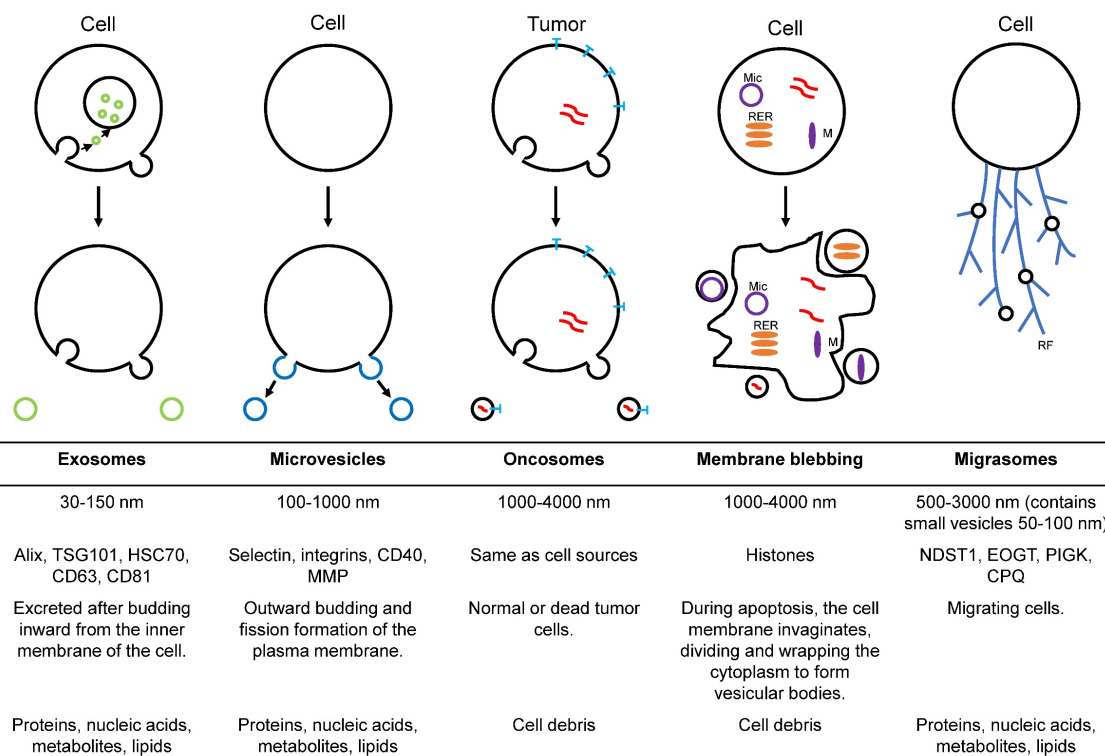 Cell
Cell
Tumor
Cell
Cell
Mic
RER
M
Mic
RER
M
RF
Exosomes
Microvesicles
Oncosomes
Membrane blebbing
Migrasomes
30-150 nm
100-1000 nm
1000-4000 nm
1000-4000 nm
500-3000 nm (contains
small vesicles 50-100 nm)
Alix, TSG101, HSC70,
CD63, CD81
Selectin, integrins, CD40,
MMP
Same as cell sources
Histones
NDST1, EOGT, PIGK,
CPQ
Excreted after budding
inward from the inner
membrane of the cell.
Outward budding and
fission formation of the
plasma membrane.
Normal or dead tumor
cells.
During apoptosis, the cell
membrane invaginates,
dividing and wrapping the
cytoplasm to form
vesicular bodies.
Migrating cells.
Proteins, nucleic acids,
metabolites, lipids
Proteins, nucleic acids,
metabolites, lipids
Cell debris
Cell debris
Proteins, nucleic acids,
metabolites, lipids